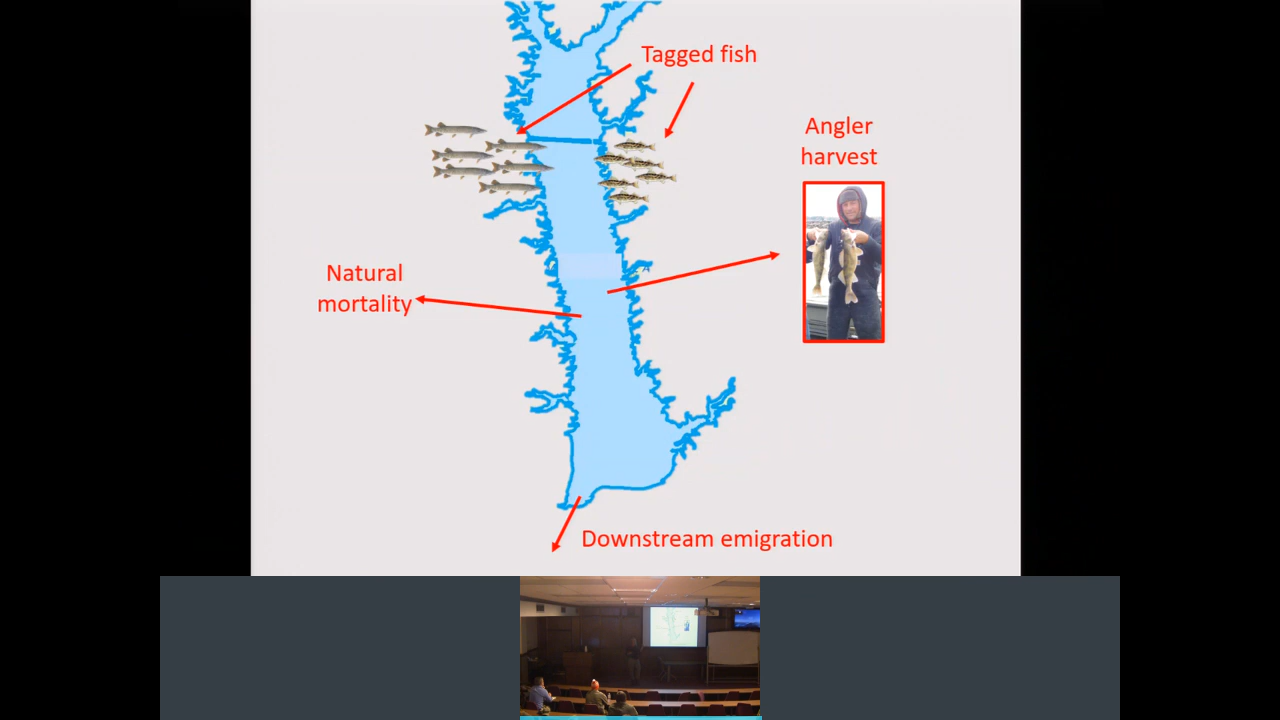 Tagged fish
Angler
harvest
Natural
mortality
Downstream emigration